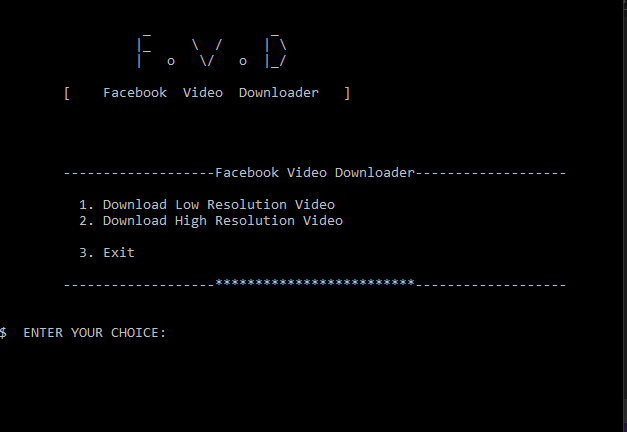 F.V.D
[    Facebook  Video  Downloader   ]
-------------------Facebook Video Downloader-------------------
1. Download Low Resolution Video
2. Download High Resolution Video
3. Exit
-------------------*************************-------------------
$  ENTER YOUR CHOICE: